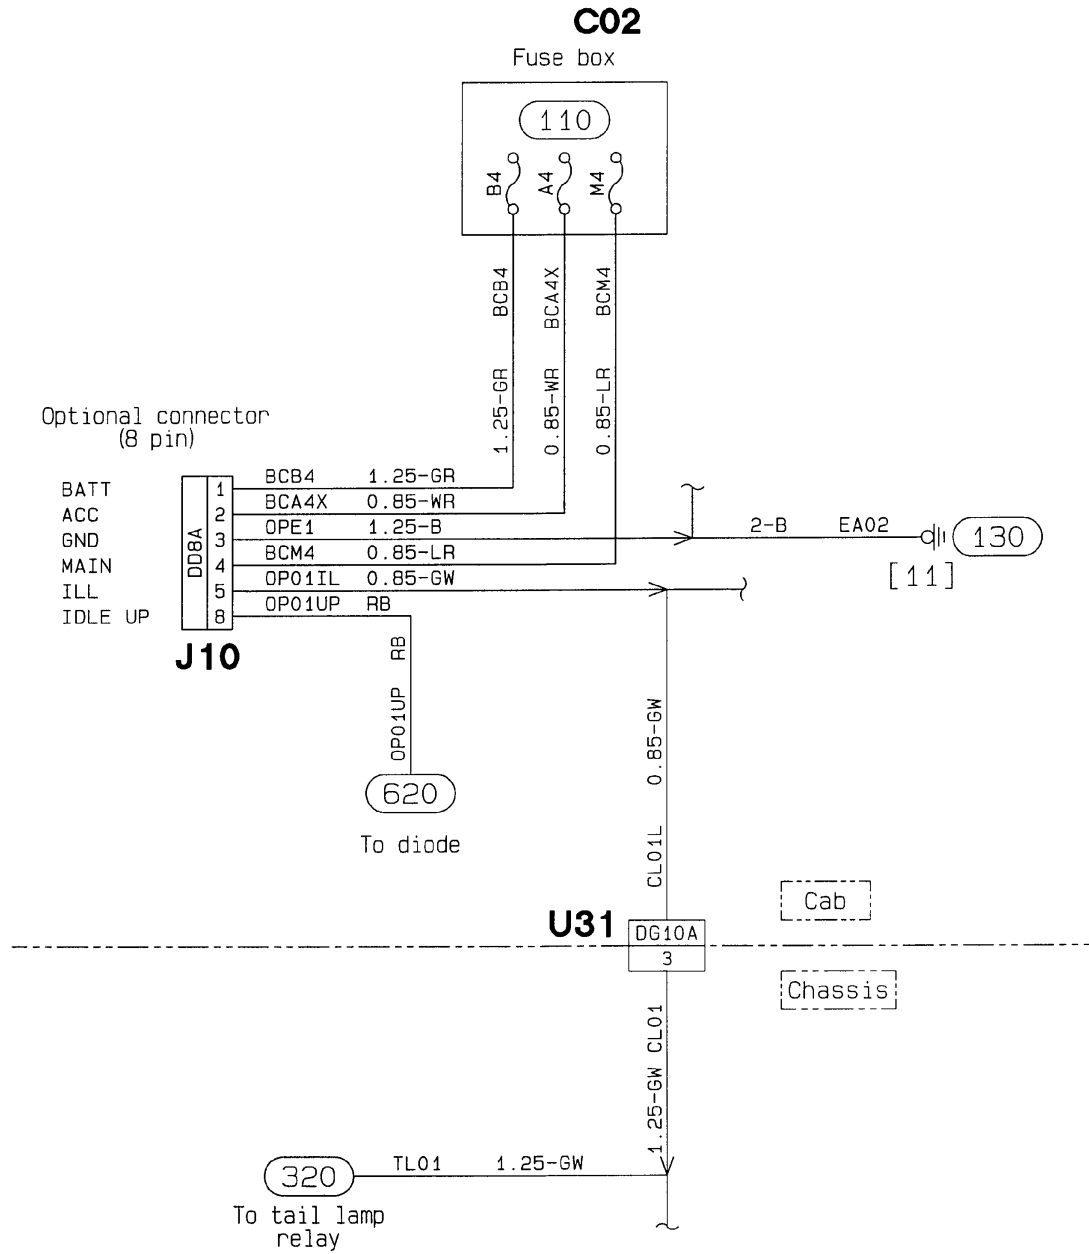 C02
Fuse box
110
B4
A4
M4
BCB4
BCA4X
BCM4
1.25-GR
0.85-WR
0.85-LR
Optional connector
(8 pin)
BATT
ACC
GND
MAIN
ILL
IDLE UP
DD8A
1
2
3
4
5
8
BCB4 1.25-GR
BCA4X 0.85-WR
OPE1 1.25-B
BCM4 0.85-LR
OP01IL 0.85-GW
OP01UP RB
J10
2-B EA02
130
[11]
OP01UP RB
620
To diode
CL01L 0.85-GW
Cab
U31
DG10A
3
Chassis
1.25-GW CL01
320
TL01 1.25-GW
To tail lamp
relay